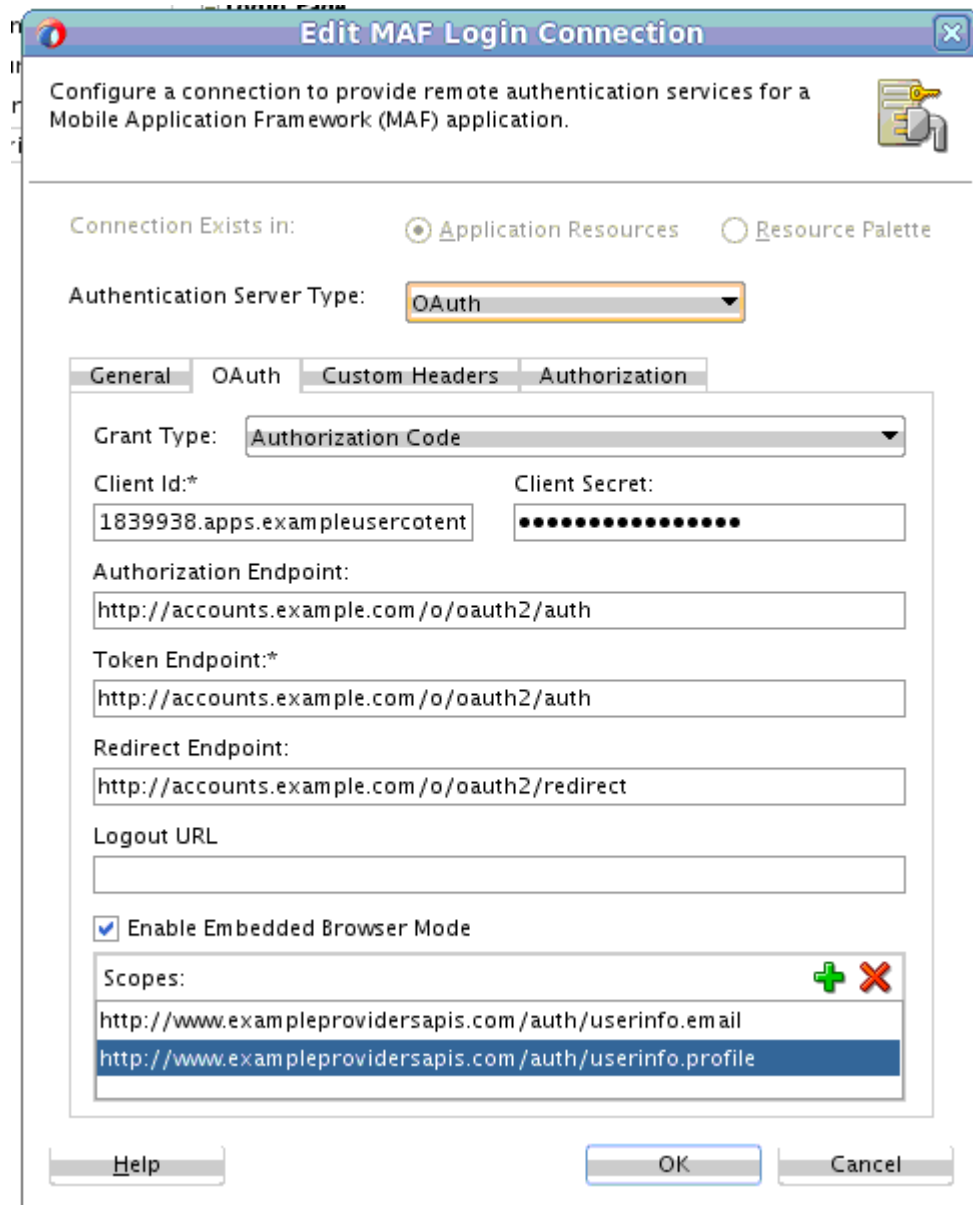 Edit MAF Login Connection
Configure a connection to provide remote authentication services for a
Mobile Application Framework (MAF) application.
Connection Exists in: Application Resources Resource Palette
Authentication Server Type: OAuth
General OAuth Custom Headers Authorization
Grant Type: Authorization Code
Client Id:* Client Secret:
1839938.apps.exampleusercotent ●●●●●●●●●●●●●●●●
Authorization Endpoint:
http://accounts.example.com/o/oauth2/auth
Token Endpoint:*
http://accounts.example.com/o/oauth2/auth
Redirect Endpoint:
http://accounts.example.com/o/oauth2/redirect
Logout URL
Enable Embedded Browser Mode
Scopes:
http://www.exampleprovidersapis.com/auth/userinfo.email
http://www.exampleprovidersapis.com/auth/userinfo.profile
Help OK Cancel